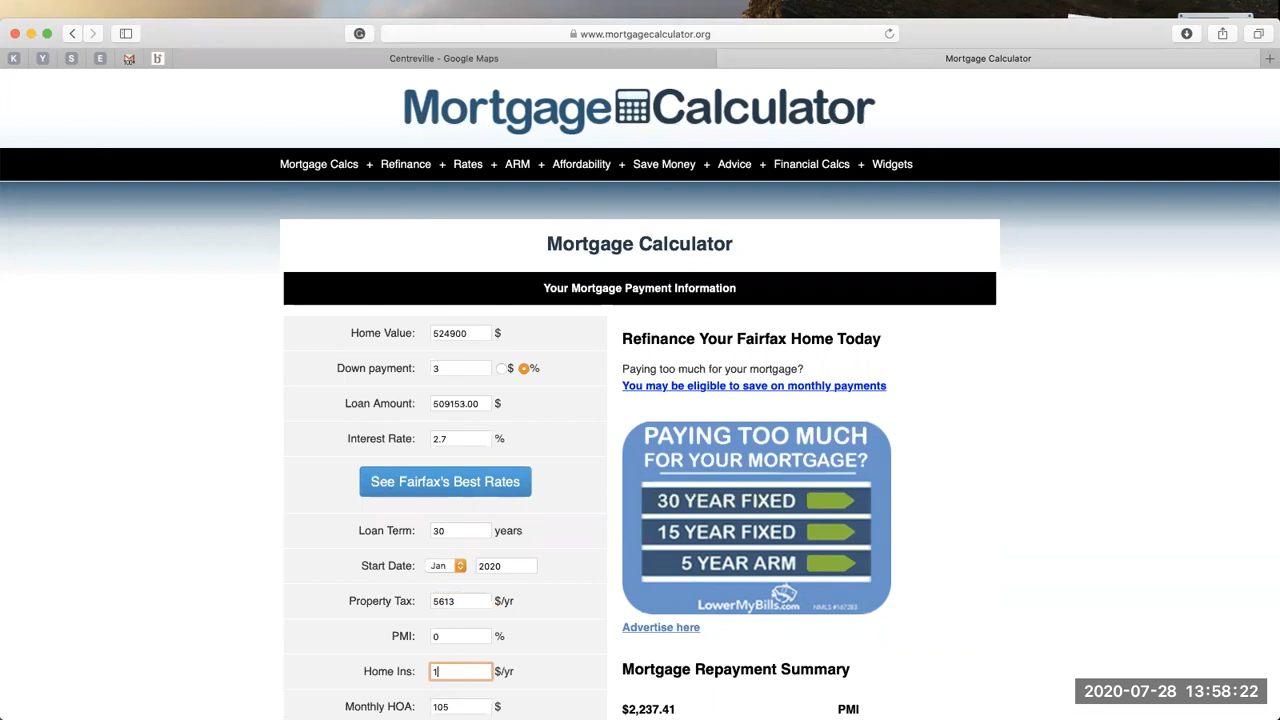 www.mortgagecalculator.org
K Y S E
Centreville - Google Maps
Mortgage Calculator
Mortgage Calculator
Mortgage Calcs + Refinance + Rates + ARM + Affordability + Save Money + Advice + Financial Calcs + Widgets
Mortgage Calculator
Your Mortgage Payment Information
Home Value: 524900 $
Down payment: 3 $ %
Loan Amount: 509153.00 $
Interest Rate: 2.7 %
See Fairfax's Best Rates
Loan Term: 30 years
Start Date: Jan 2020
Property Tax: 5613 $/yr
PMI: 0 %
Home Ins: 1 $/yr
Monthly HOA: 105 $
Refinance Your Fairfax Home Today
Paying too much for your mortgage?
You may be eligible to save on monthly payments
PAYING TOO MUCH
FOR YOUR MORTGAGE?
30 YEAR FIXED
15 YEAR FIXED
5 YEAR ARM
LowerMyBills.com NMLS #167283
Advertise here
Mortgage Repayment Summary
$2,237.41 PMI
2020-07-28 13:58:22